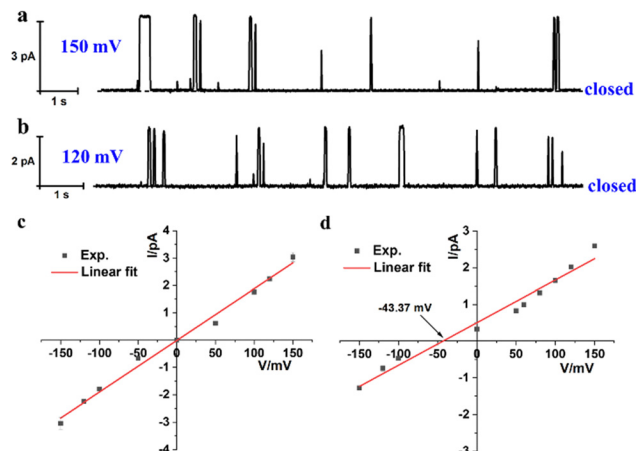 a
150 mV
3 pA
1 s
closed
b
120 mV
2 pA
1 s
closed
c
I/pA
Exp.
Linear fit
4
3
2
1
0
-1
-2
-3
-4
-150 -100 -50 0 50 100 150
V/mV
d
I/pA
Exp.
Linear fit
-43.37 mV
3
2
1
-1
-2
-3
-150 -100 -50 0 50 100 150
V/mV